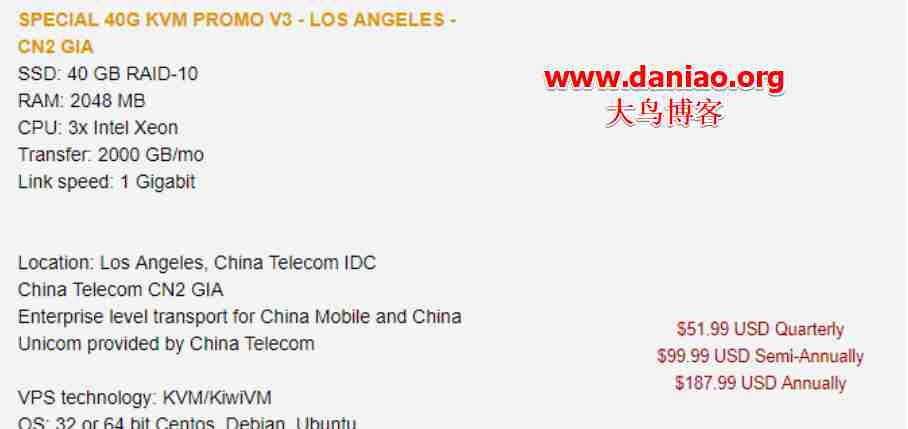 SPECIAL 40G KVM PROMO V3 - LOS ANGELES -
CN2 GIA
SSD: 40 GB RAID-10
RAM: 2048 MB
CPU: 3x Intel Xeon
Transfer: 2000 GB/mo
Link speed: 1 Gigabit
www.daniao.org
大鸟博客
Location: Los Angeles, China Telecom IDC
China Telecom CN2 GIA
Enterprise level transport for China Mobile and China
Unicom provided by China Telecom
$51.99 USD Quarterly
$99.99 USD Semi-Annually
$187.99 USD Annually
VPS technology: KVM/KiwiVM
OS: 32 or 64 bit Centos, Debian, Ubuntu